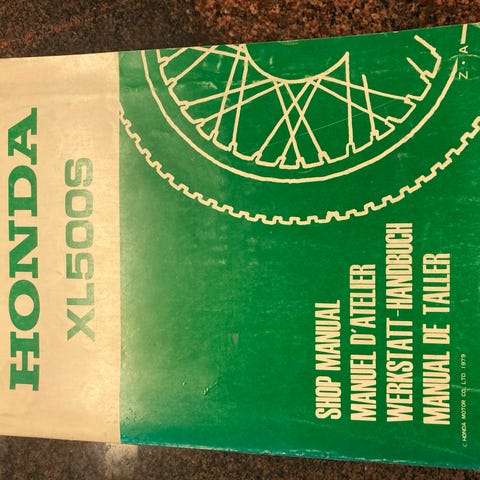 HONDA
XL500S
SHOP MANUAL
MANUEL D'ATELIER
WERKSTATT-HANDBUCH
MANUAL DE TALLER
© HONDA MOTOR CO., LTD. 1979
Z·A